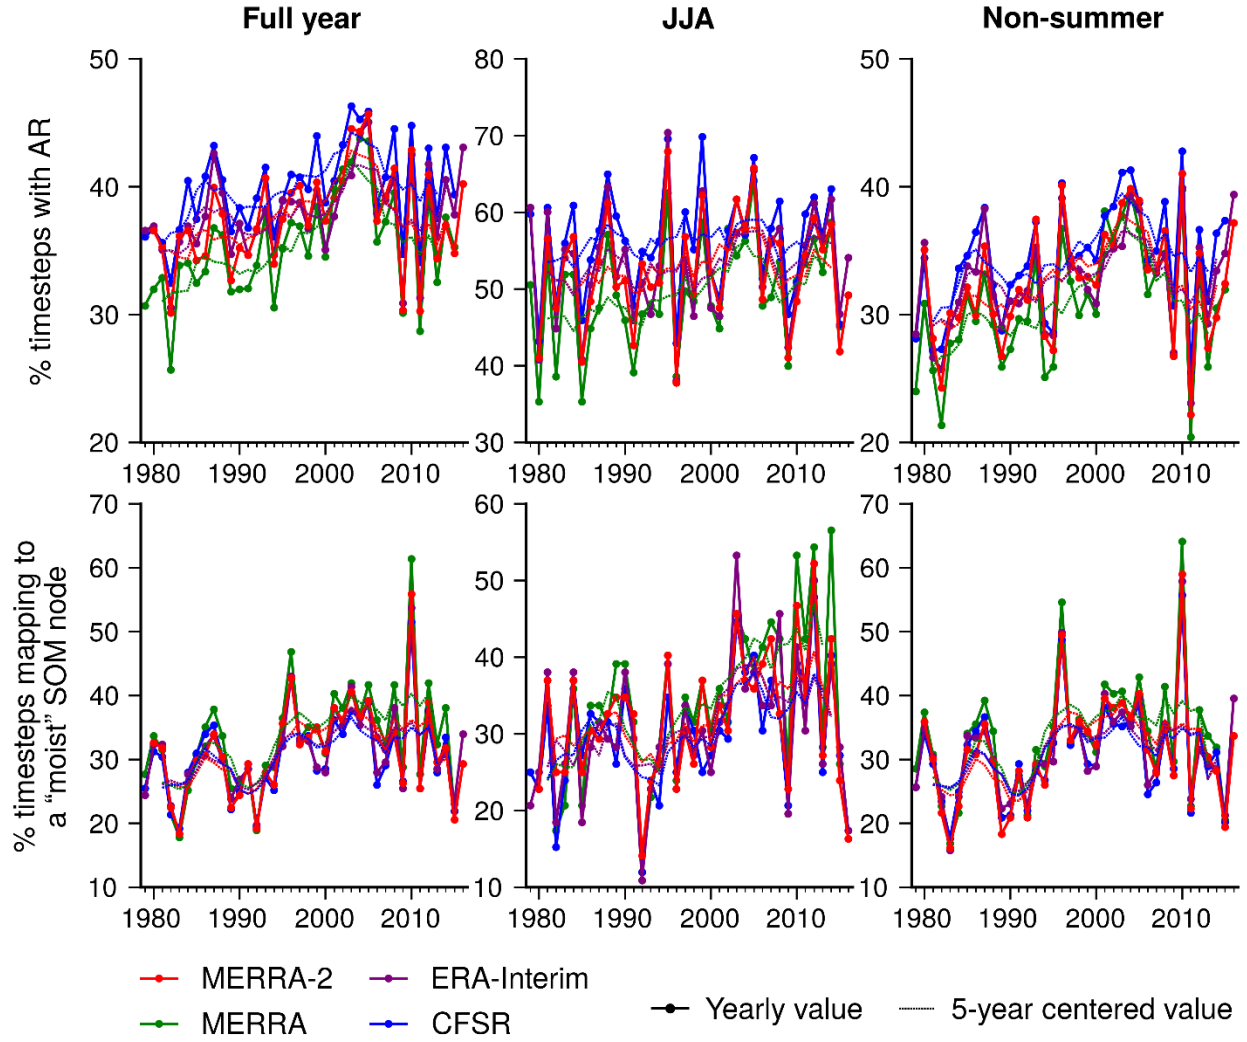 Full year JJA Non-summer
% timesteps with AR
50
40
30
20
1980 1990 2000 2010
80
70
60
50
40
30
1980 1990 2000 2010
50
40
30
20
1980 1990 2000 2010
% timesteps mapping to
a “moist” SOM node
70
60
50
40
30
20
10
1980 1990 2000 2010
60
50
40
30
20
10
1980 1990 2000 2010
70
60
50
40
30
20
10
1980 1990 2000 2010
MERRA-2 ERA-Interim
MERRA CFSR
Yearly value 5-year centered value